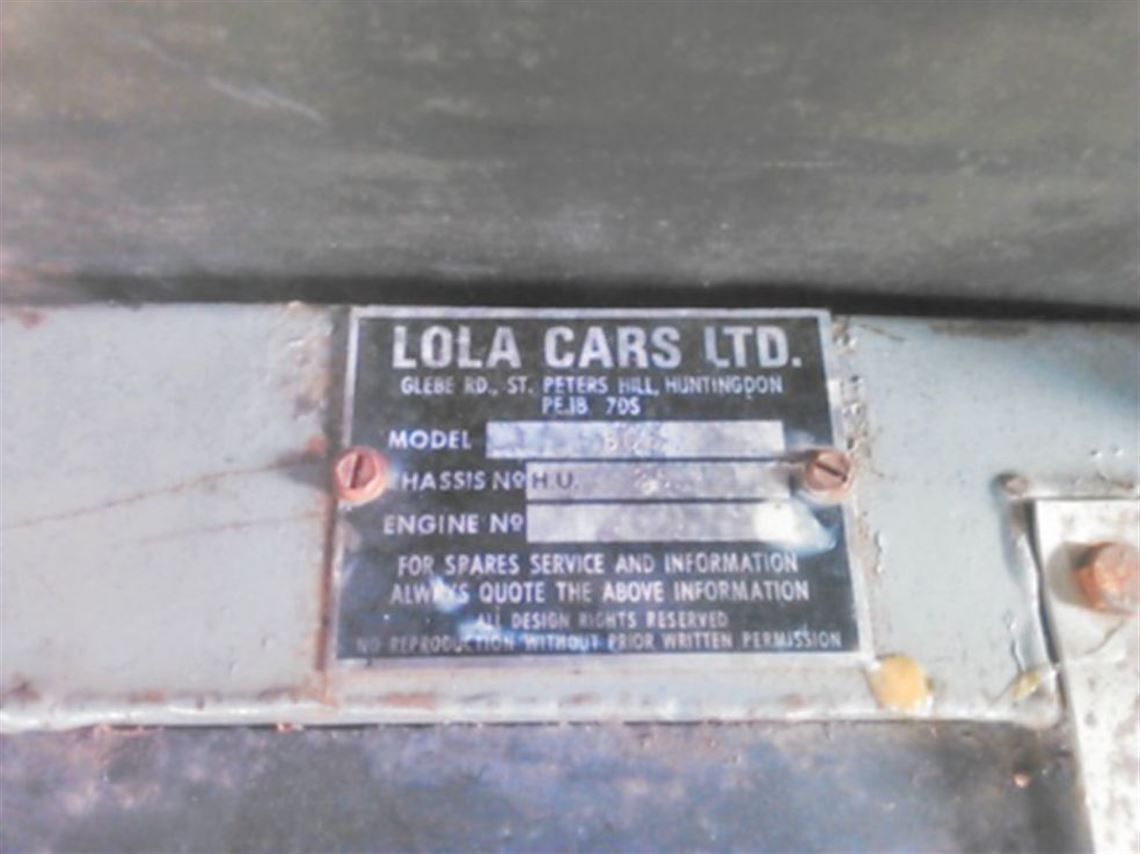 LOLA CARS LTD.
GLEBE RD., ST. PETERS HILL, HUNTINGDON
PE.18 7DS
MODEL
CHASSIS Nº H.U.
ENGINE Nº
FOR SPARES SERVICE AND INFORMATION
ALWAYS QUOTE THE ABOVE INFORMATION
ALL DESIGN RIGHTS RESERVED
NO REPRODUCTION WITHOUT PRIOR WRITTEN PERMISSION